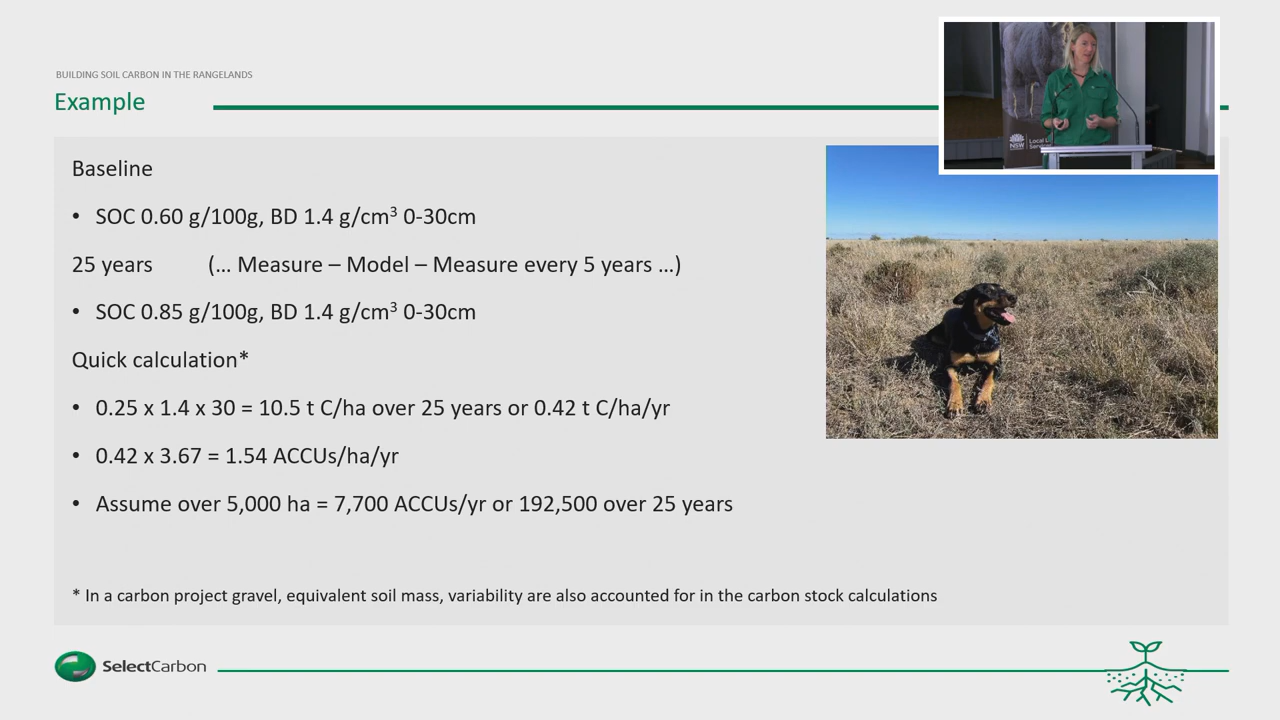 BUILDING SOIL CARBON IN THE RANGELANDS
Example
Baseline
• SOC 0.60 g/100g, BD 1.4 g/cm³ 0-30cm
25 years (… Measure – Model – Measure every 5 years …)
• SOC 0.85 g/100g, BD 1.4 g/cm³ 0-30cm
Quick calculation*
• 0.25 x 1.4 x 30 = 10.5 t C/ha over 25 years or 0.42 t C/ha/yr
• 0.42 x 3.67 = 1.54 ACCUs/ha/yr
• Assume over 5,000 ha = 7,700 ACCUs/yr or 192,500 over 25 years
* In a carbon project gravel, equivalent soil mass, variability are also accounted for in the carbon stock calculations
SelectCarbon
NSW
Local